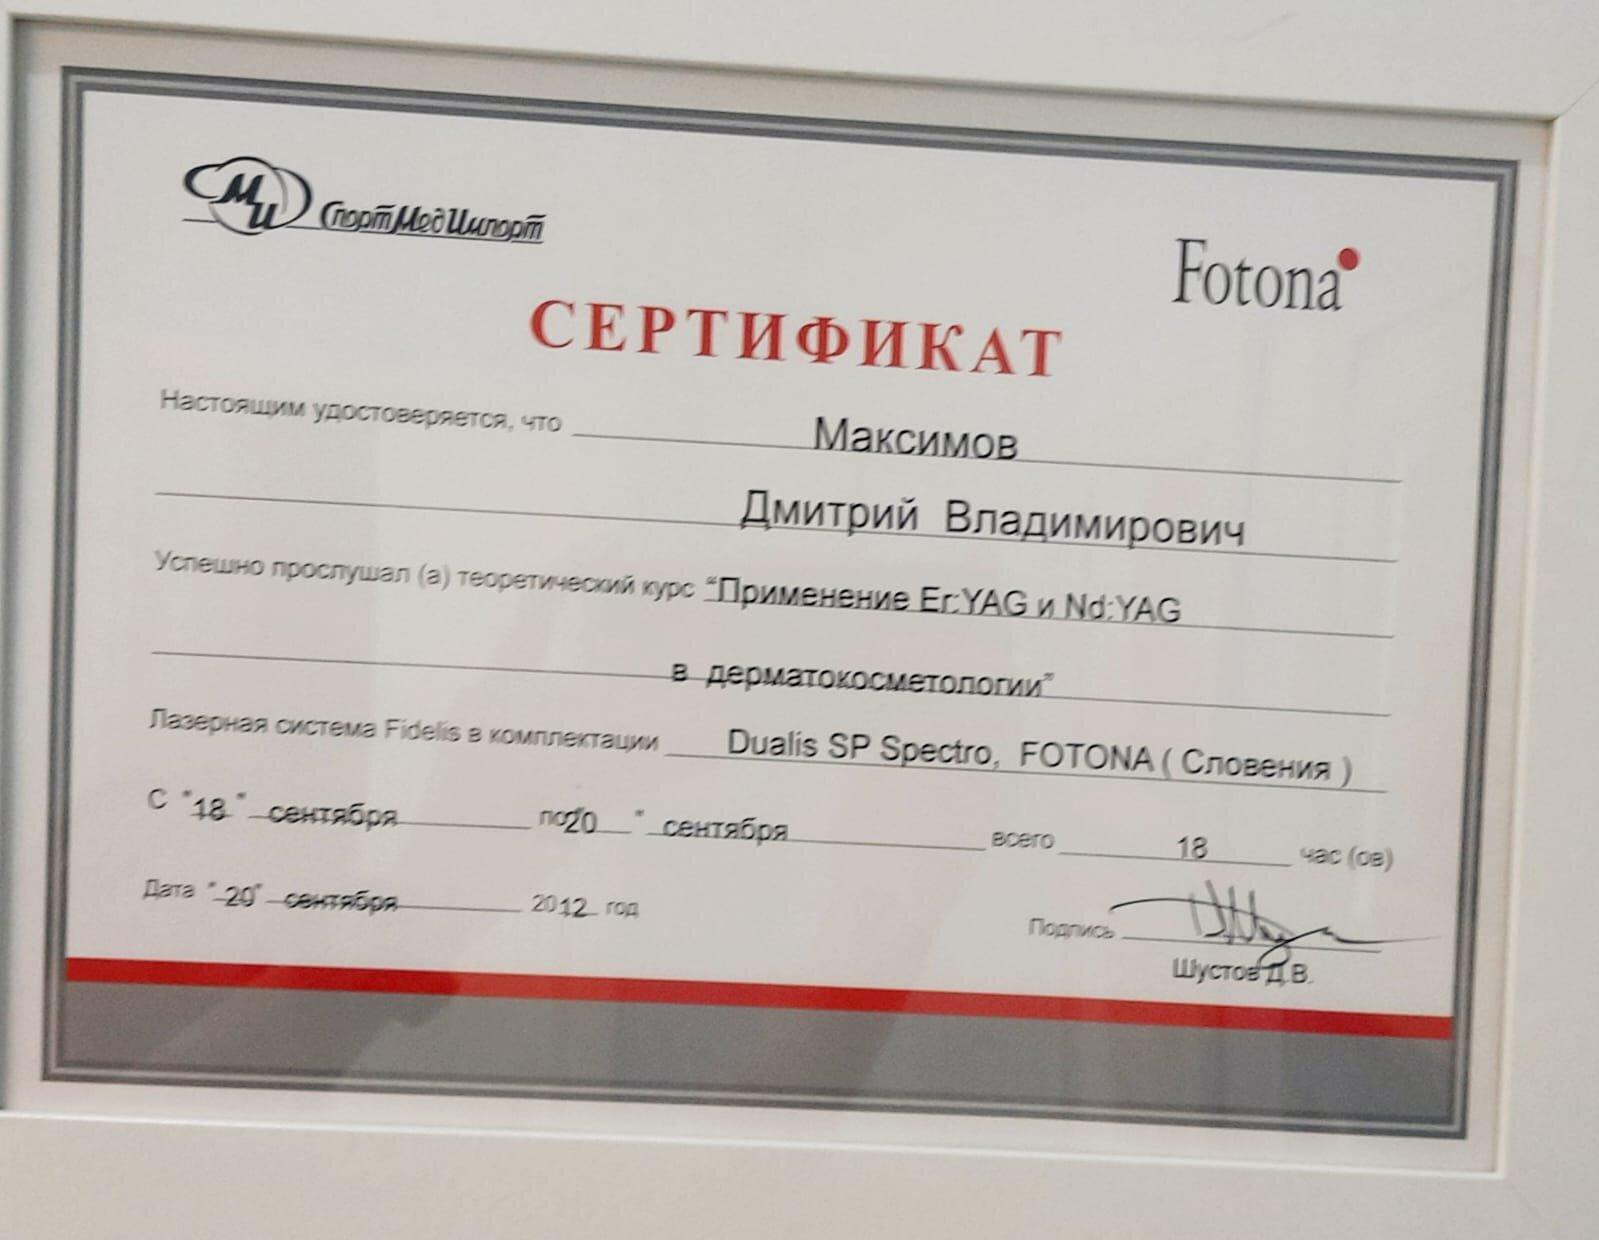 МИ СпортМедИмпорт
Fotona
СЕРТИФИКАТ
Настоящим удостоверяется, что Максимов
Дмитрий Владимирович
Успешно прослушал (а) теоретический курс “Применение Er:YAG и Nd:YAG
в дерматокосметологии”
Лазерная система Fidelis в комплектации Dualis SP Spectro, FOTONA ( Словения )
С "18" сентября по "20" сентября всего 18 час (ов)
Дата "20" сентября 2012 год
Подпись
Шустов Д.В.